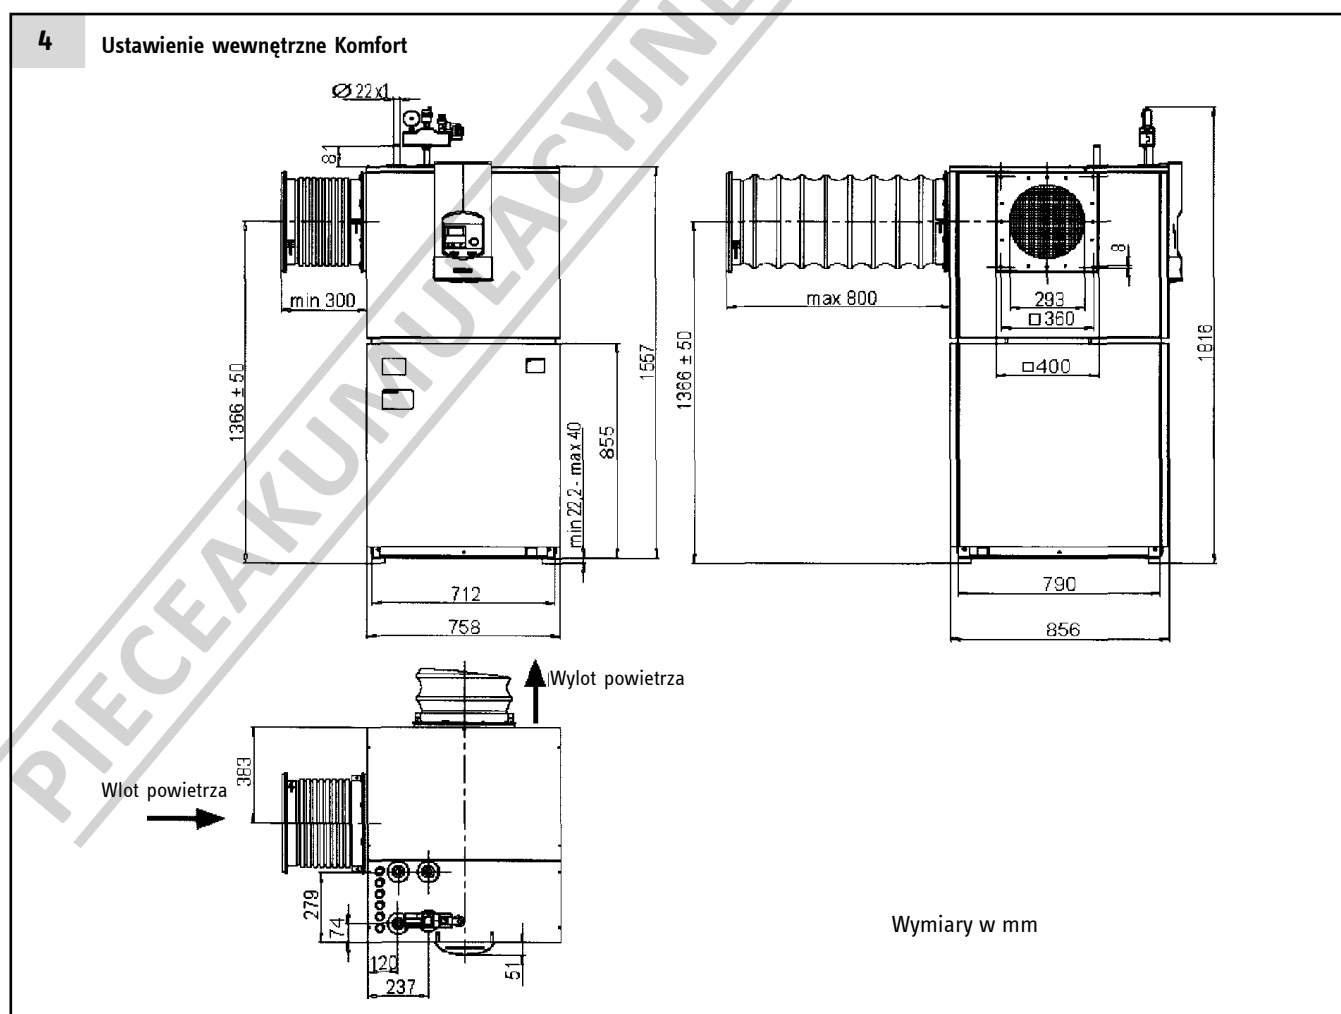 4
Ustawienie wewnętrzne Komfort
Ø 22x1
81
min 300
1366 ± 50
1557
855
min 22,2 - max 40
712
758
max 800
1366 ± 50
8
293
□ 360
□ 400
1816
790
856
Wylot powietrza
383
Wlot powietrza
279
74
120
237
51
Wymiary w mm
PIECEAKUMULACYJNE